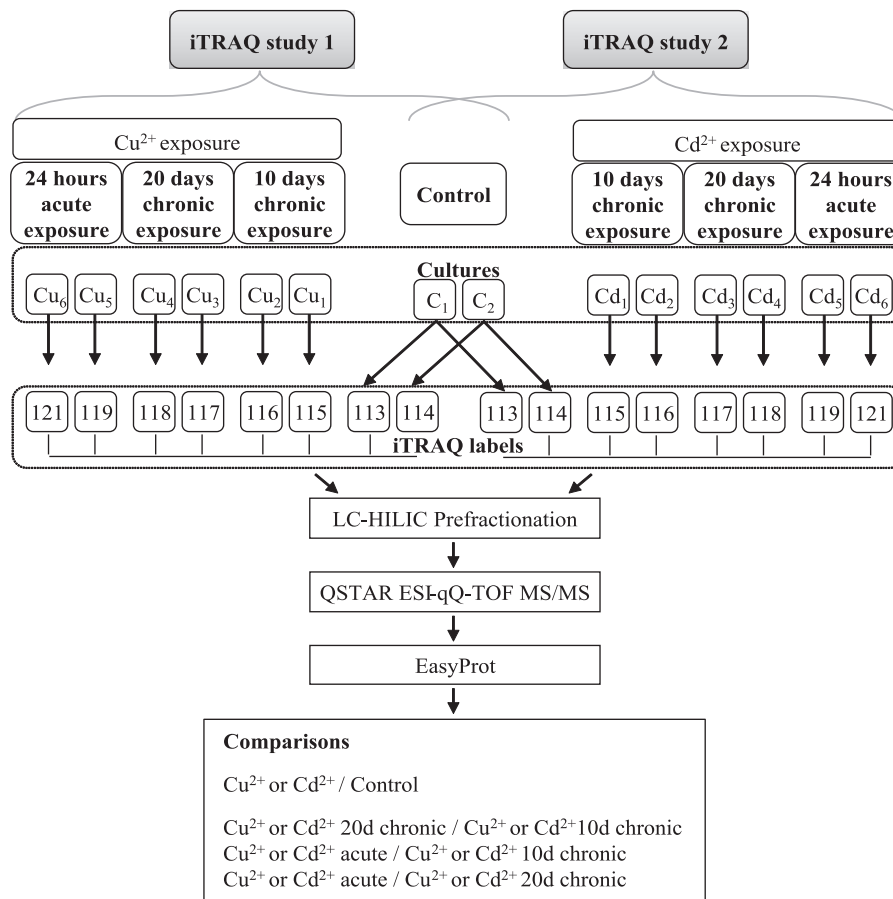 iTRAQ study 1
iTRAQ study 2
Cu²⁺ exposure
Cd²⁺ exposure
24 hours
acute
exposure
20 days
chronic
exposure
10 days
chronic
exposure
Control
10 days
chronic
exposure
20 days
chronic
exposure
24 hours
acute
exposure
Cultures
Cu₆ Cu₅ Cu₄ Cu₃ Cu₂ Cu₁ C₁ C₂ Cd₁ Cd₂ Cd₃ Cd₄ Cd₅ Cd₆
121 119 118 117 116 115 113 114 113 114 115 116 117 118 119 121
iTRAQ labels
LC-HILIC Prefractionation
QSTAR ESI-qQ-TOF MS/MS
EasyProt
Comparisons
Cu²⁺ or Cd²⁺ / Control
Cu²⁺ or Cd²⁺ 20d chronic / Cu²⁺ or Cd²⁺ 10d chronic
Cu²⁺ or Cd²⁺ acute / Cu²⁺ or Cd²⁺ 10d chronic
Cu²⁺ or Cd²⁺ acute / Cu²⁺ or Cd²⁺ 20d chronic